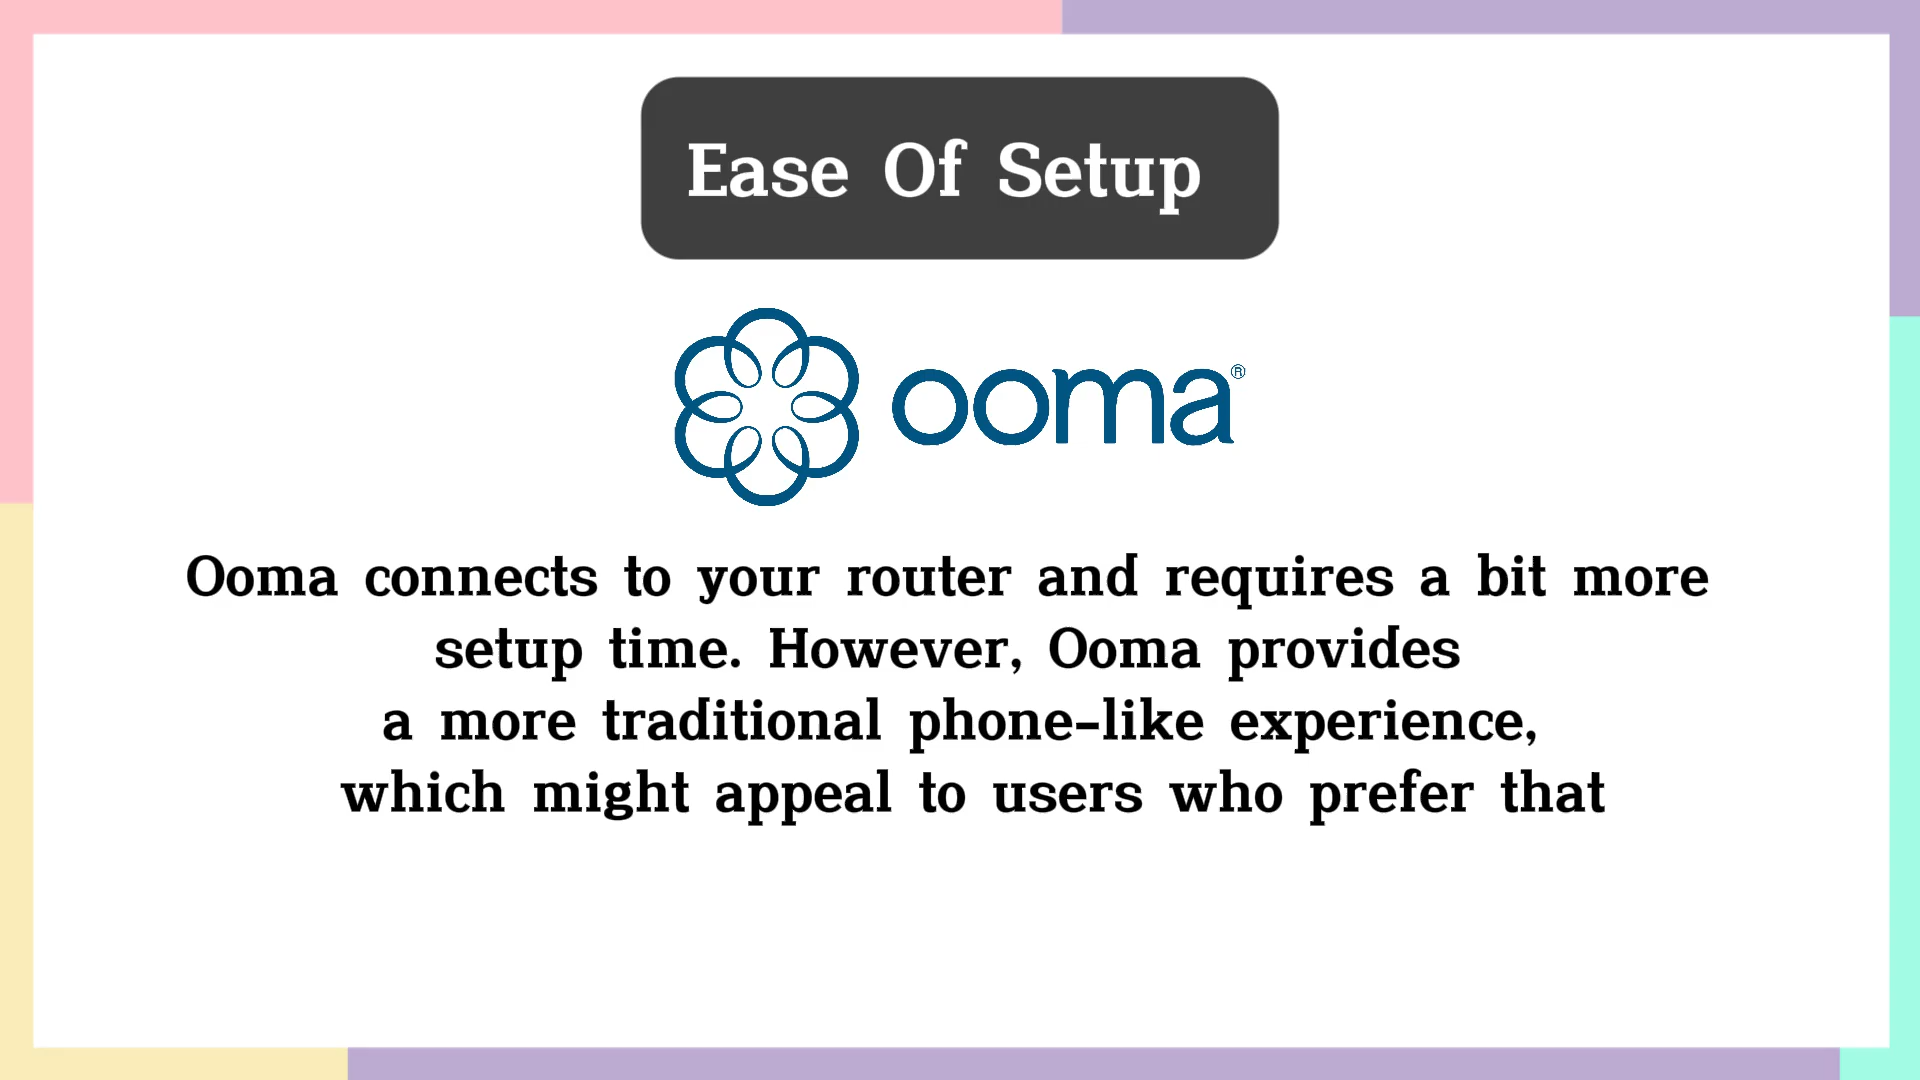 Ease Of Setup
ooma®
Ooma connects to your router and requires a bit more
setup time. However, Ooma provides
a more traditional phone-like experience,
which might appeal to users who prefer that